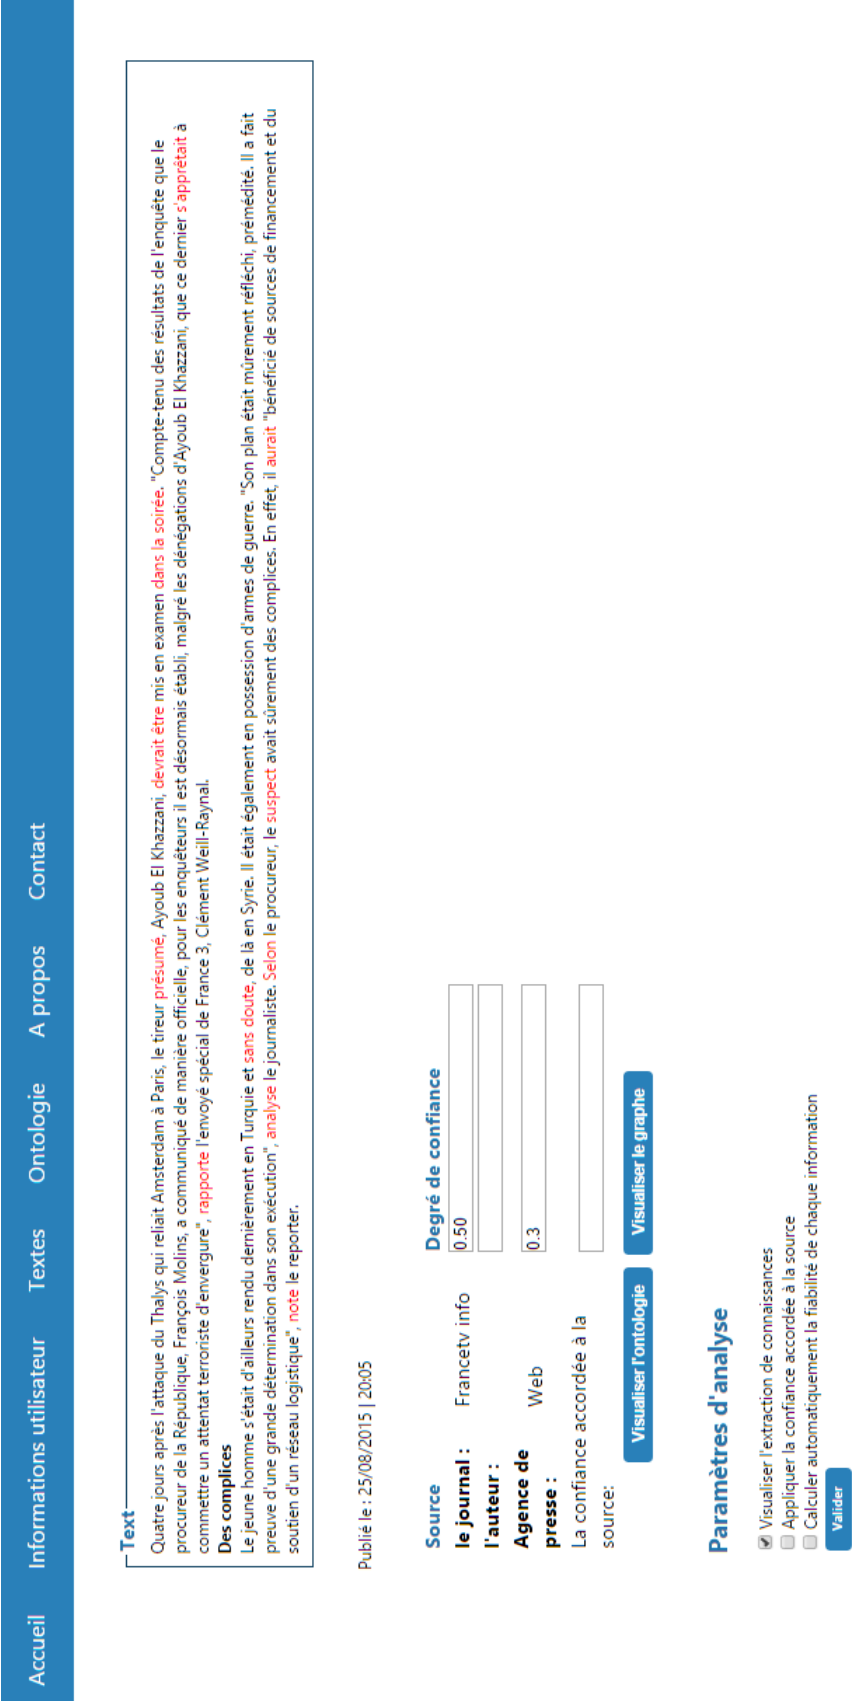 Accueil Informations utilisateur Textes Ontologie A propos Contact
Text
Quatre jours après l'attaque du Thalys qui reliait Amsterdam à Paris, le tireur présumé, Ayoub El Khazzani, devrait être mis en examen dans la soirée. "Compte-tenu des résultats de l'enquête que le
procureur de la République, François Molins, a communiqué de manière officielle, pour les enquêteurs il est désormais établi, malgré les dénégations d'Ayoub El Khazzani, que ce dernier s'apprêtait à
commettre un attentat terroriste d'envergure", rapporte l'envoyé spécial de France 3, Clément Weill-Raynal.
Des complices
Le jeune homme s'était d'ailleurs rendu dernièrement en Turquie et sans doute, de là en Syrie. Il était également en possession d'armes de guerre. "Son plan était mûrement réfléchi, prémédité. Il a fait
preuve d'une grande détermination dans son exécution", analyse le journaliste. Selon le procureur, le suspect avait sûrement des complices. En effet, il aurait "bénéficié de sources de financement et du
soutien d'un réseau logistique", note le reporter.
Publié le : 25/08/2015 | 20:05
Source Degré de confiance
le journal : Francetv info 0.50
l'auteur :
Agence de
presse : Web 0.3
La confiance accordée à la
source:
Visualiser l'ontologie Visualiser le graphe
Paramètres d'analyse
Visualiser l'extraction de connaissances
Appliquer la confiance accordée à la source
Calculer automatiquement la fiabilité de chaque information
Valider